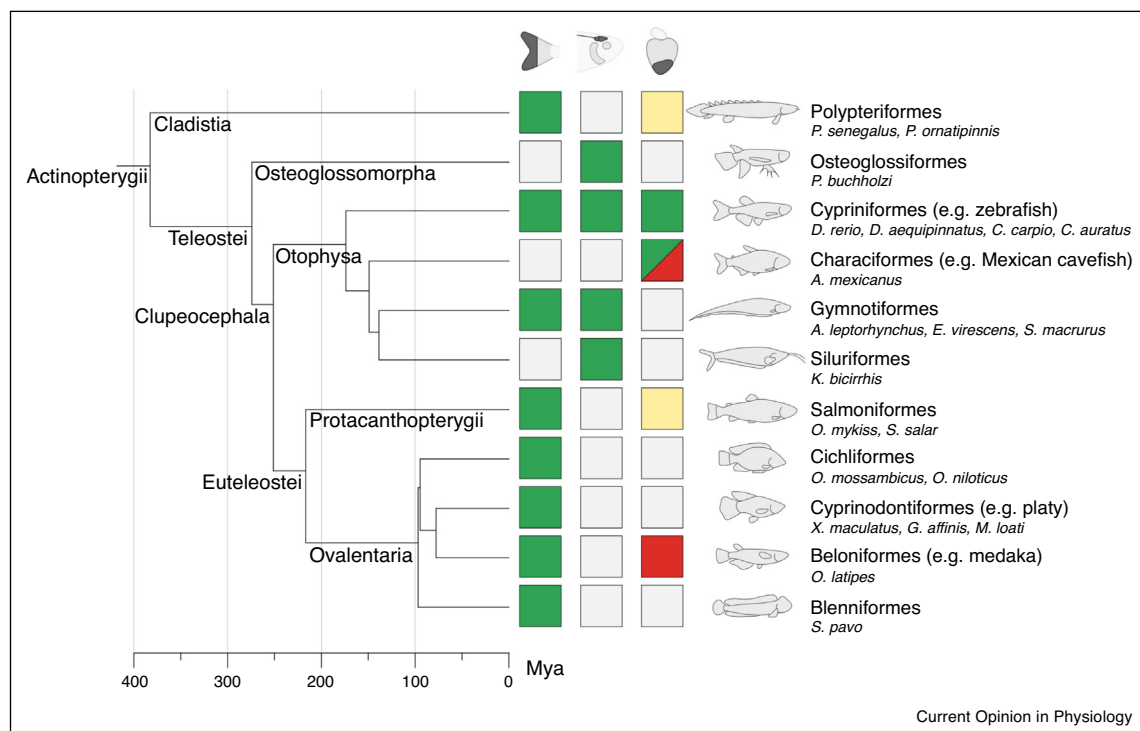 Actinopterygii
Cladistia
Teleostei
Osteoglossomorpha
Otophysa
Clupeocephala
Protacanthopterygii
Euteleostei
Ovalentaria
Polypteriformes
P. senegalus, P. ornatipinnis
Osteoglossiformes
P. buchholzi
Cypriniformes (e.g. zebrafish)
D. rerio, D. aequipinnatus, C. carpio, C. auratus
Characiformes (e.g. Mexican cavefish)
A. mexicanus
Gymnotiformes
A. leptorhynchus, E. virescens, S. macrurus
Siluriformes
K. bicirrhis
Salmoniformes
O. mykiss, S. salar
Cichliformes
O. mossambicus, O. niloticus
Cyprinodontiformes (e.g. platy)
X. maculatus, G. affinis, M. loati
Beloniformes (e.g. medaka)
O. latipes
Blenniformes
S. pavo
400 300 200 100 0 Mya
Current Opinion in Physiology